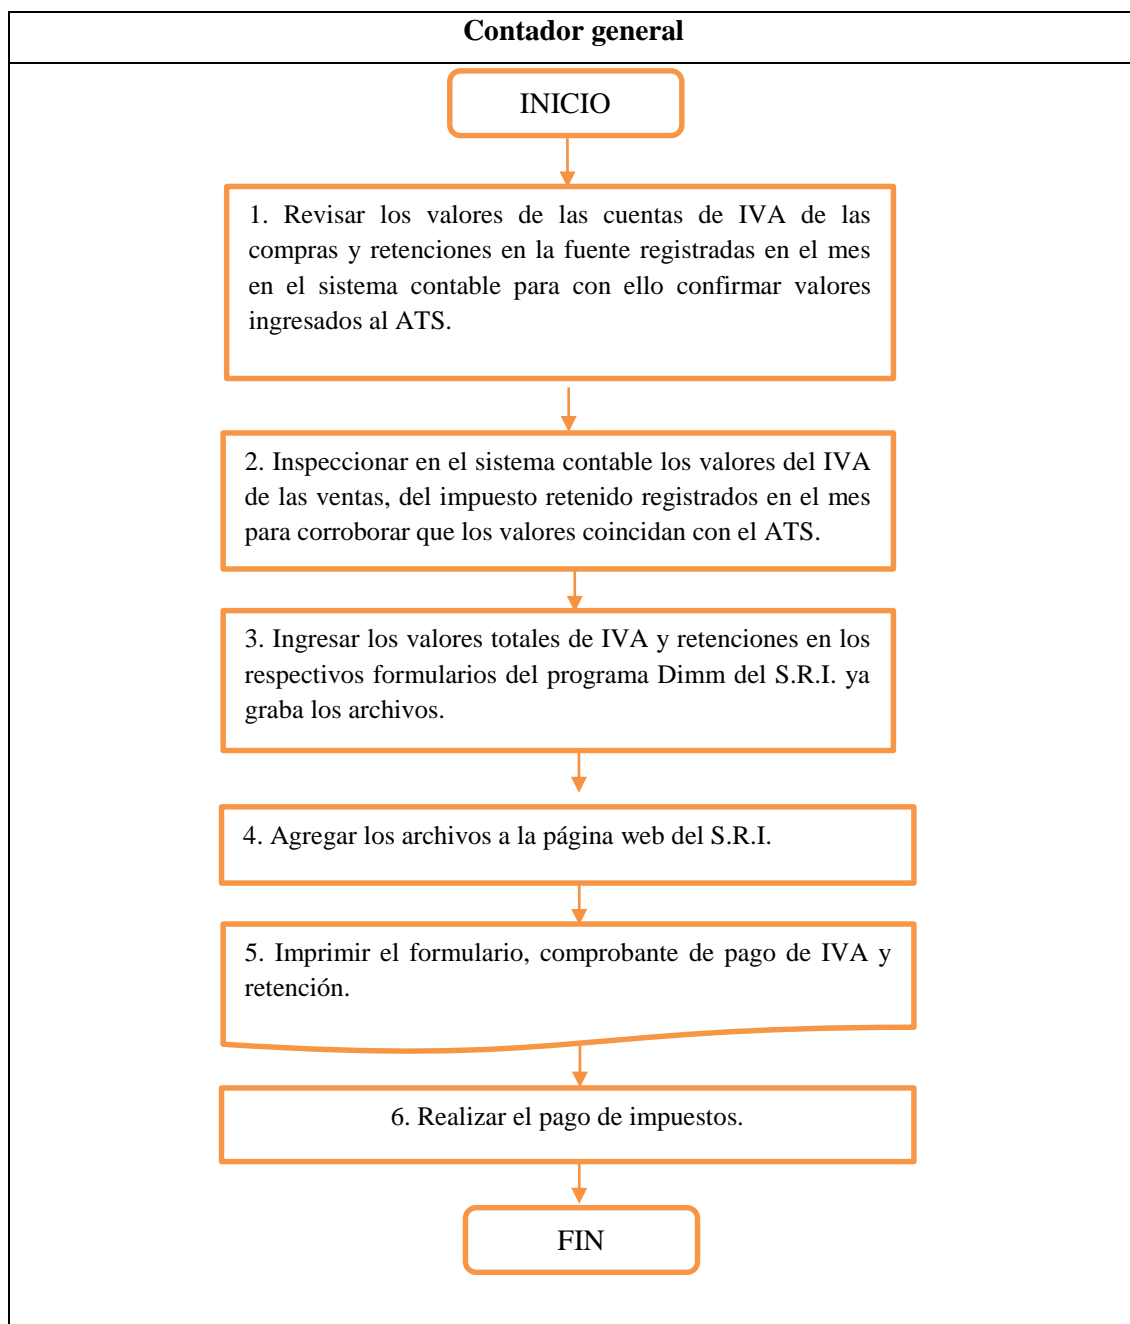 Contador general
INICIO
1. Revisar los valores de las cuentas de IVA de las
compras y retenciones en la fuente registradas en el mes
en el sistema contable para con ello confirmar valores
ingresados al ATS.
2. Inspeccionar en el sistema contable los valores del IVA
de las ventas, del impuesto retenido registrados en el mes
para corroborar que los valores coincidan con el ATS.
3. Ingresar los valores totales de IVA y retenciones en los
respectivos formularios del programa Dimm del S.R.I. ya
graba los archivos.
4. Agregar los archivos a la página web del S.R.I.
5. Imprimir el formulario, comprobante de pago de IVA y
retención.
6. Realizar el pago de impuestos.
FIN